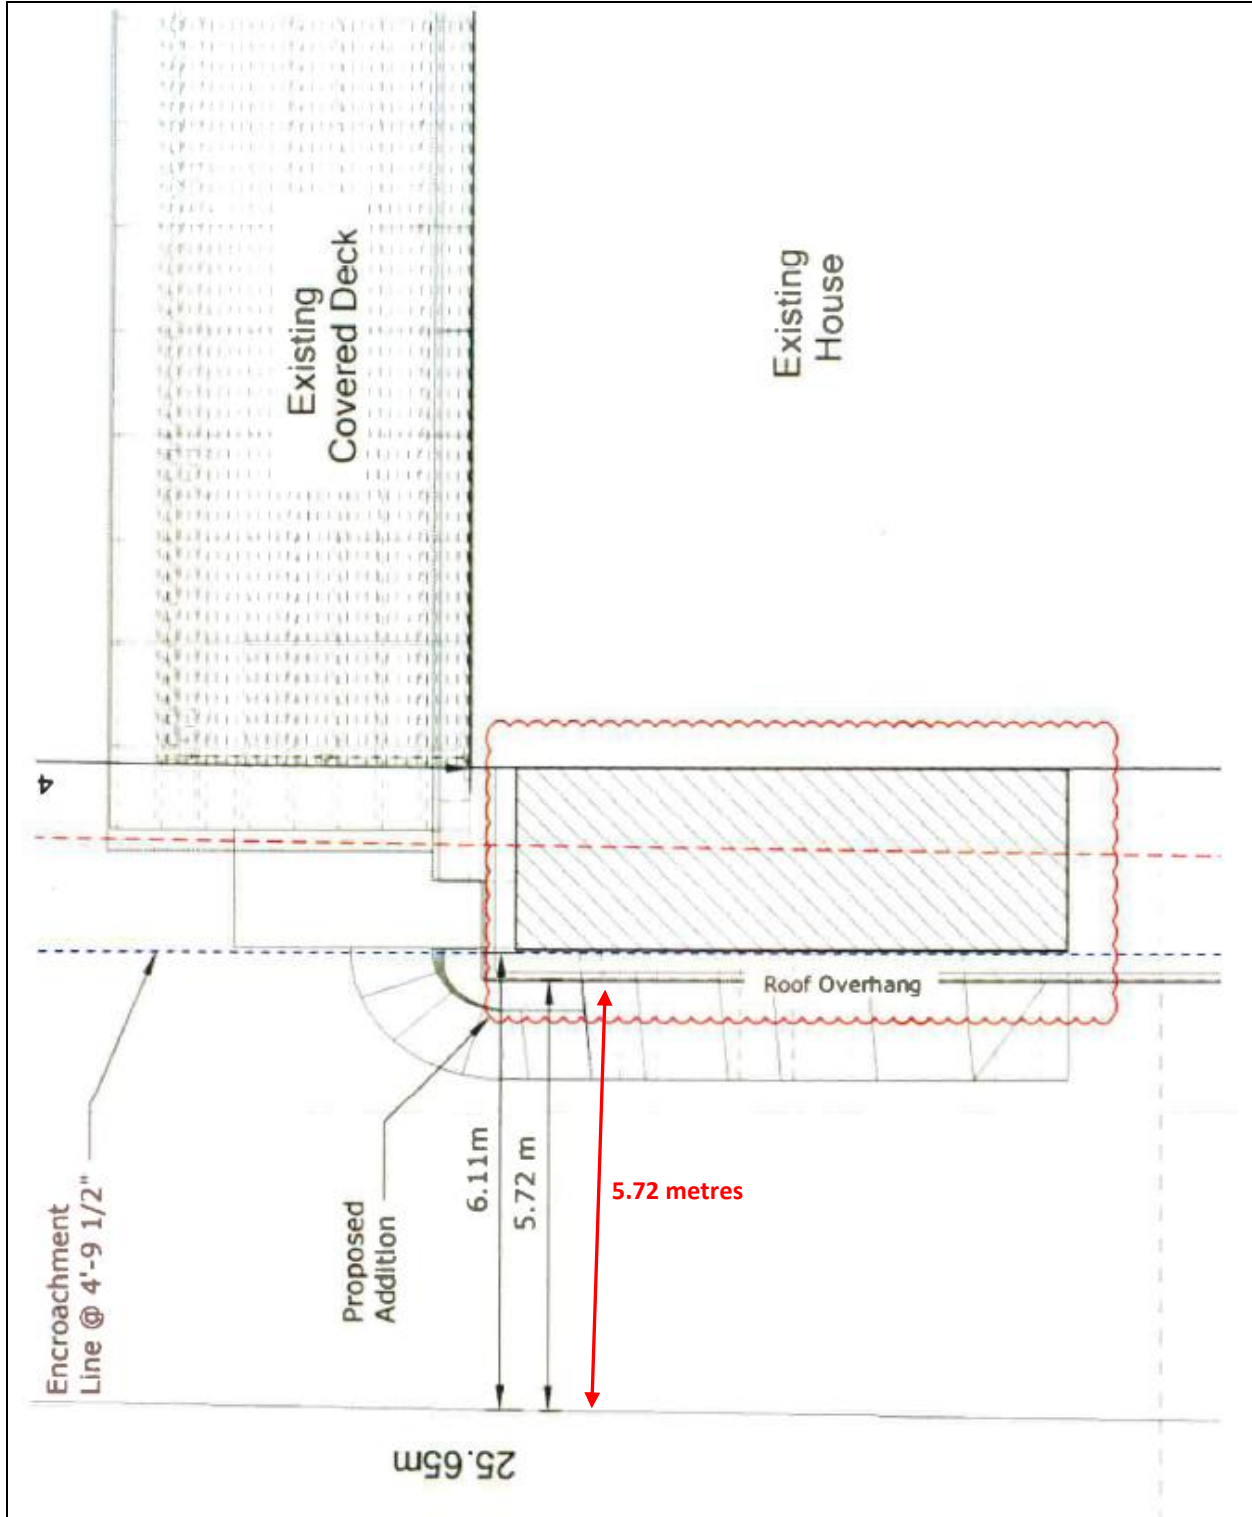 Existing
Covered Deck
Existing
House
4
Roof Overhang
Encroachment
Line @ 4'-9 1/2"
Proposed
Addition
6.11m
5.72 m
5.72 metres
25.65m